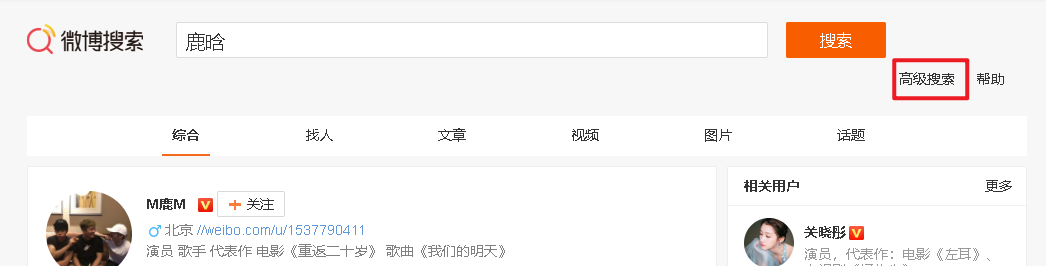 微博搜索
鹿晗
搜索
高级搜索 帮助
综合 找人 文章 视频 图片 话题
M鹿M V + 关注
北京 //weibo.com/u/1537790411
演员 歌手 代表作 电影《重返二十岁》 歌曲《我们的明天》
相关用户 更多
关晓彤 V
演员，代表作：电影《左耳》、